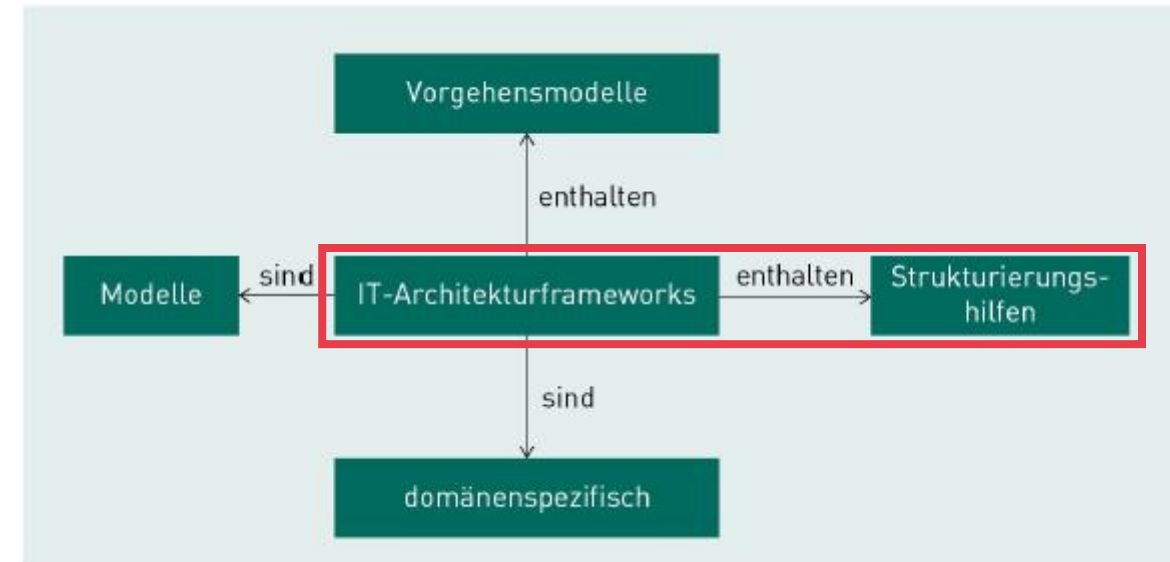 Vorgehensmodelle
enthalten
Modelle
sind
IT-Architekturframeworks
enthalten
Strukturierungs-
hilfen
sind
domänenspezifisch